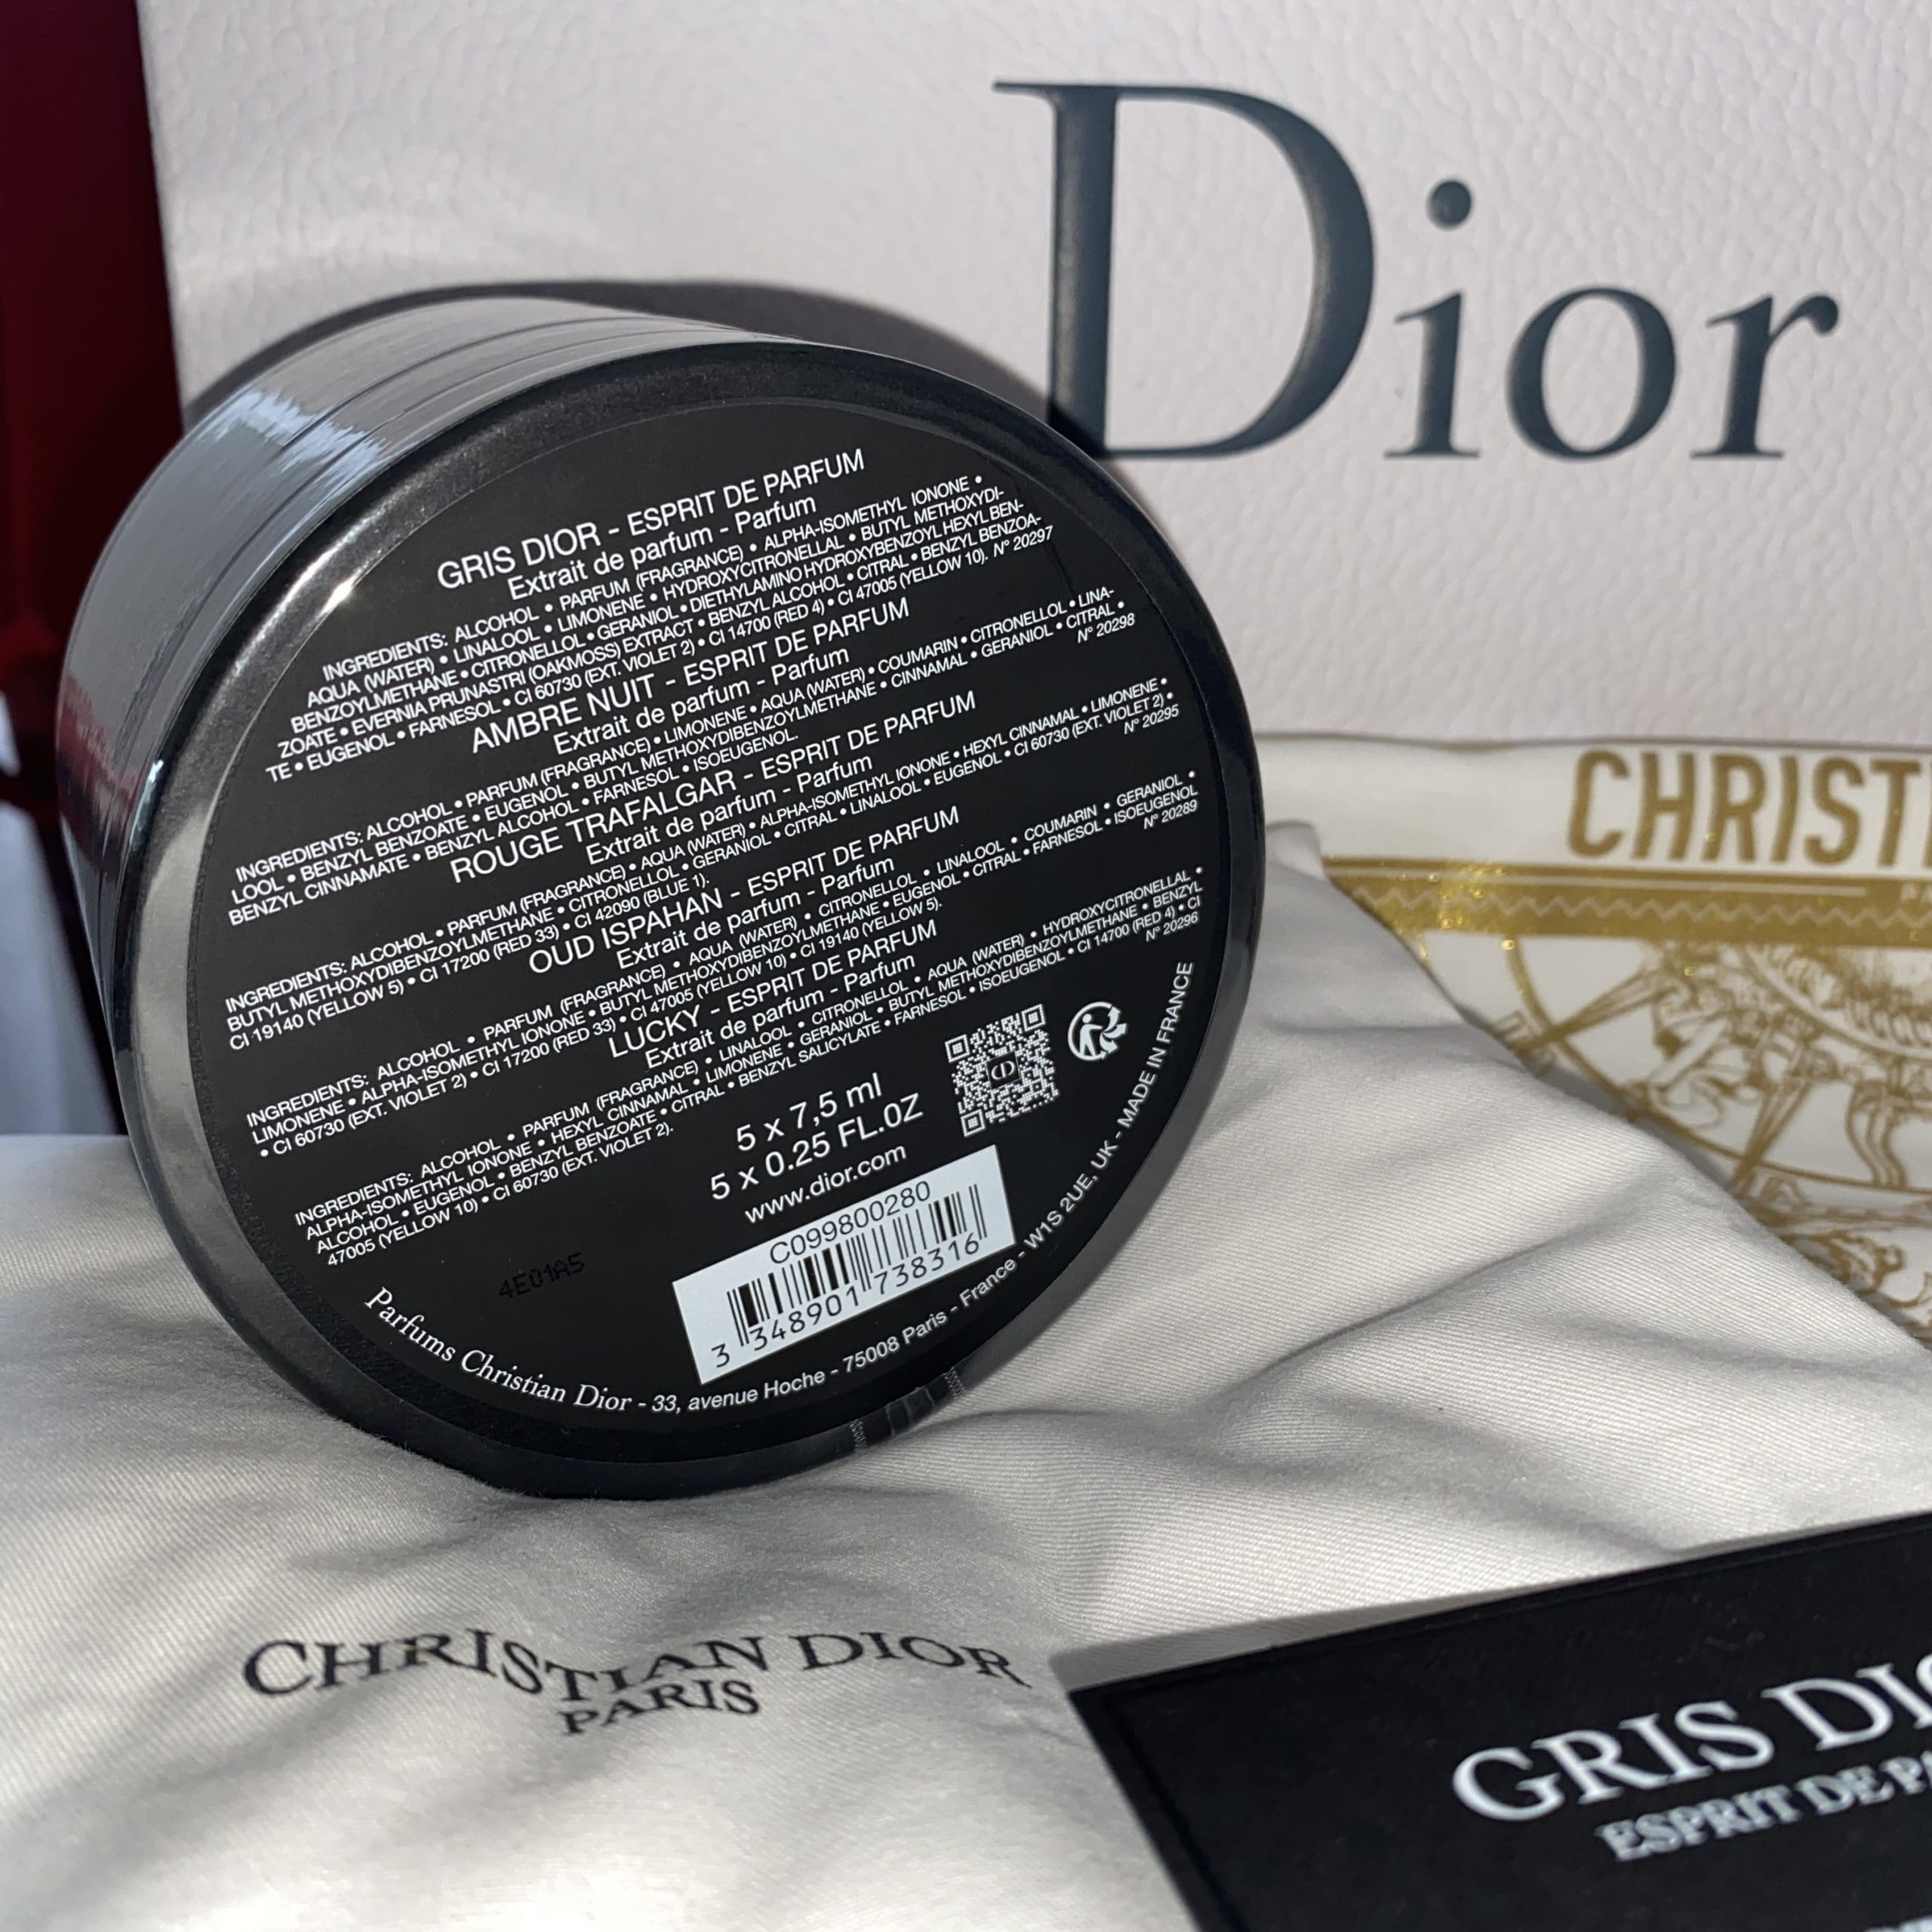 Dior
GRIS DIOR - ESPRIT DE PARFUM
Extrait de parfum - Parfum
INGREDIENTS: ALCOHOL • PARFUM (FRAGRANCE) • ALPHA-ISOMETHYL IONONE •
AQUA (WATER) • LINALOOL • LIMONENE • HYDROXYCITRONELLAL • BUTYL METHOXYDI-
BENZOYLMETHANE • CITRONELLOL • GERANIOL • DIETHYLAMINO HYDROXYBENZOYL HEXYL BEN-
ZOATE • EVERNIA PRUNASTRI (OAKMOSS) EXTRACT • BENZYL ALCOHOL • CITRAL • BENZYL BENZOA-
TE • EUGENOL • FARNESOL • CI 60730 (EXT. VIOLET 2) • CI 14700 (RED 4) • CI 47005 (YELLOW 10). N° 20297
AMBRE NUIT - ESPRIT DE PARFUM
Extrait de parfum - Parfum
INGREDIENTS: ALCOHOL • PARFUM (FRAGRANCE) • LIMONENE • AQUA (WATER) • COUMARIN • CITRONELLOL • LINA-
LOOL • BENZYL BENZOATE • EUGENOL • BUTYL METHOXYDIBENZOYLMETHANE • CINNAMAL • GERANIOL • CITRAL •
BENZYL CINNAMATE • BENZYL ALCOHOL • FARNESOL • ISOEUGENOL. N° 20298
ROUGE TRAFALGAR - ESPRIT DE PARFUM
Extrait de parfum - Parfum
INGREDIENTS: ALCOHOL • PARFUM (FRAGRANCE) • AQUA (WATER) • ALPHA-ISOMETHYL IONONE • HEXYL CINNAMAL • LIMONENE •
BUTYL METHOXYDIBENZOYLMETHANE • CITRONELLOL • GERANIOL • CITRAL • LINALOOL • EUGENOL • CI 60730 (EXT. VIOLET 2) •
CI 19140 (YELLOW 5) • CI 17200 (RED 33) • CI 42090 (BLUE 1). N° 20295
OUD ISPAHAN - ESPRIT DE PARFUM
Extrait de parfum - Parfum
INGREDIENTS: ALCOHOL • PARFUM (FRAGRANCE) • AQUA (WATER) • CITRONELLOL • LINALOOL • COUMARIN • GERANIOL •
LIMONENE • ALPHA-ISOMETHYL IONONE • BUTYL METHOXYDIBENZOYLMETHANE • EUGENOL • CITRAL • FARNESOL • ISOEUGENOL
• CI 60730 (EXT. VIOLET 2) • CI 17200 (RED 33) • CI 47005 (YELLOW 10) • CI 19140 (YELLOW 5). N° 20289
LUCKY - ESPRIT DE PARFUM
Extrait de parfum - Parfum
INGREDIENTS: ALCOHOL • PARFUM (FRAGRANCE) • LINALOOL • CITRONELLOL • AQUA (WATER) • HYDROXYCITRONELLAL •
ALPHA-ISOMETHYL IONONE • HEXYL CINNAMAL • LIMONENE • GERANIOL • BUTYL METHOXYDIBENZOYLMETHANE • BENZYL
ALCOHOL • EUGENOL • BENZYL BENZOATE • CITRAL • BENZYL SALICYLATE • FARNESOL • ISOEUGENOL • CI 14700 (RED 4) • CI
47005 (YELLOW 10) • CI 60730 (EXT. VIOLET 2). N° 20296
5 x 7,5 ml
5 x 0.25 FL.OZ
www.dior.com
CD
C099800280
3 348901 738316
4E01A5
Parfums Christian Dior - 33, avenue Hoche - 75008 Paris - France - W1S 2UE, UK - MADE IN FRANCE
CHRISTI
CHRISTIAN DIOR
PARIS
GRIS DIO
ESPRIT DE PA